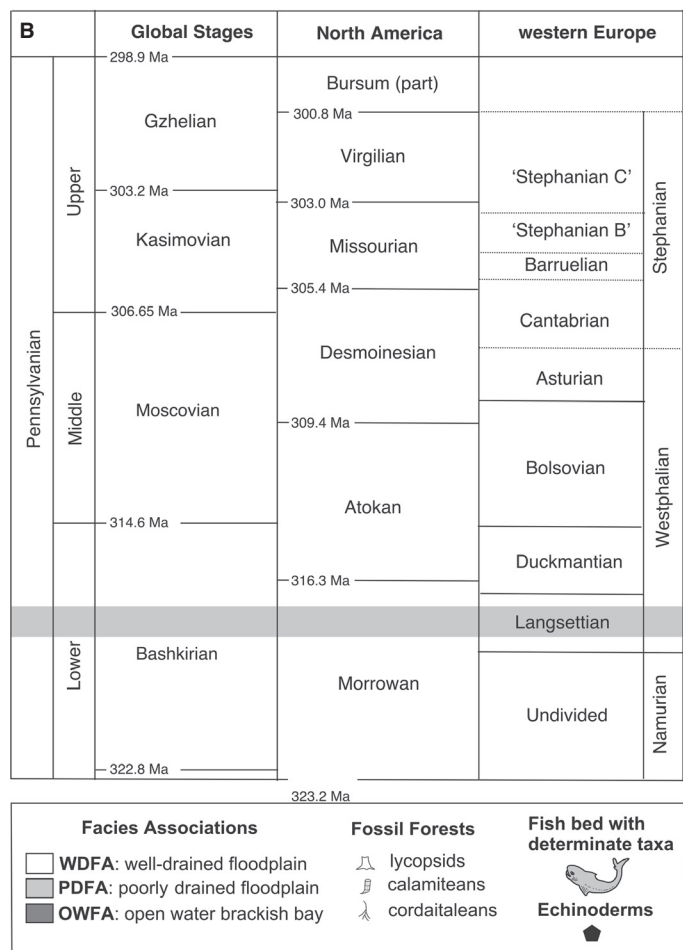 B
Global Stages
North America
western Europe
298.9 Ma
Bursum (part)
300.8 Ma
Gzhelian
Virgilian
‘Stephanian C’
303.2 Ma
303.0 Ma
Upper
Stephanian
‘Stephanian B’
Kasimovian
Missourian
Barruelian
305.4 Ma
306.65 Ma
Cantabrian
Desmoinesian
Asturian
Pennsylvanian
Middle
Moscovian
309.4 Ma
Bolsovian
Westphalian
Atokan
314.6 Ma
Duckmantian
316.3 Ma
Langsettian
Lower
Bashkirian
Morrowan
Undivided
Namurian
322.8 Ma
323.2 Ma
Facies Associations
WDFA: well-drained floodplain
PDFA: poorly drained floodplain
OWFA: open water brackish bay
Fossil Forests
lycopsids
calamiteans
cordaitaleans
Fish bed with
determinate taxa
Echinoderms